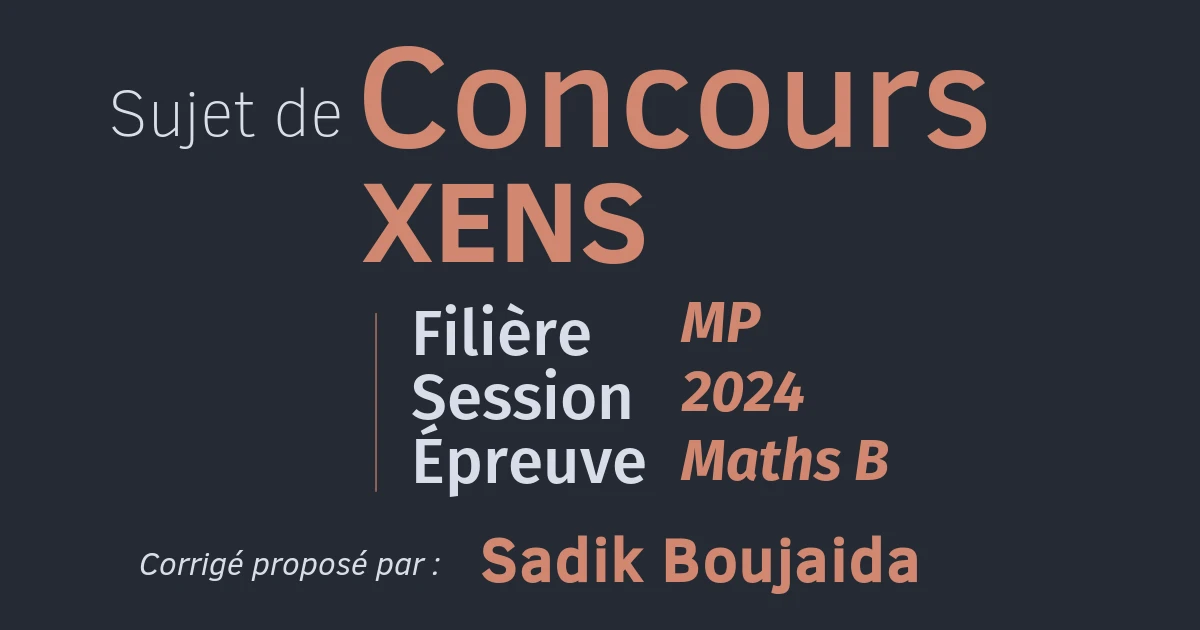 Sujet de Concours
XENS
Filière MP
Session 2024
Épreuve Maths B
Corrigé proposé par : Sadik Boujaida